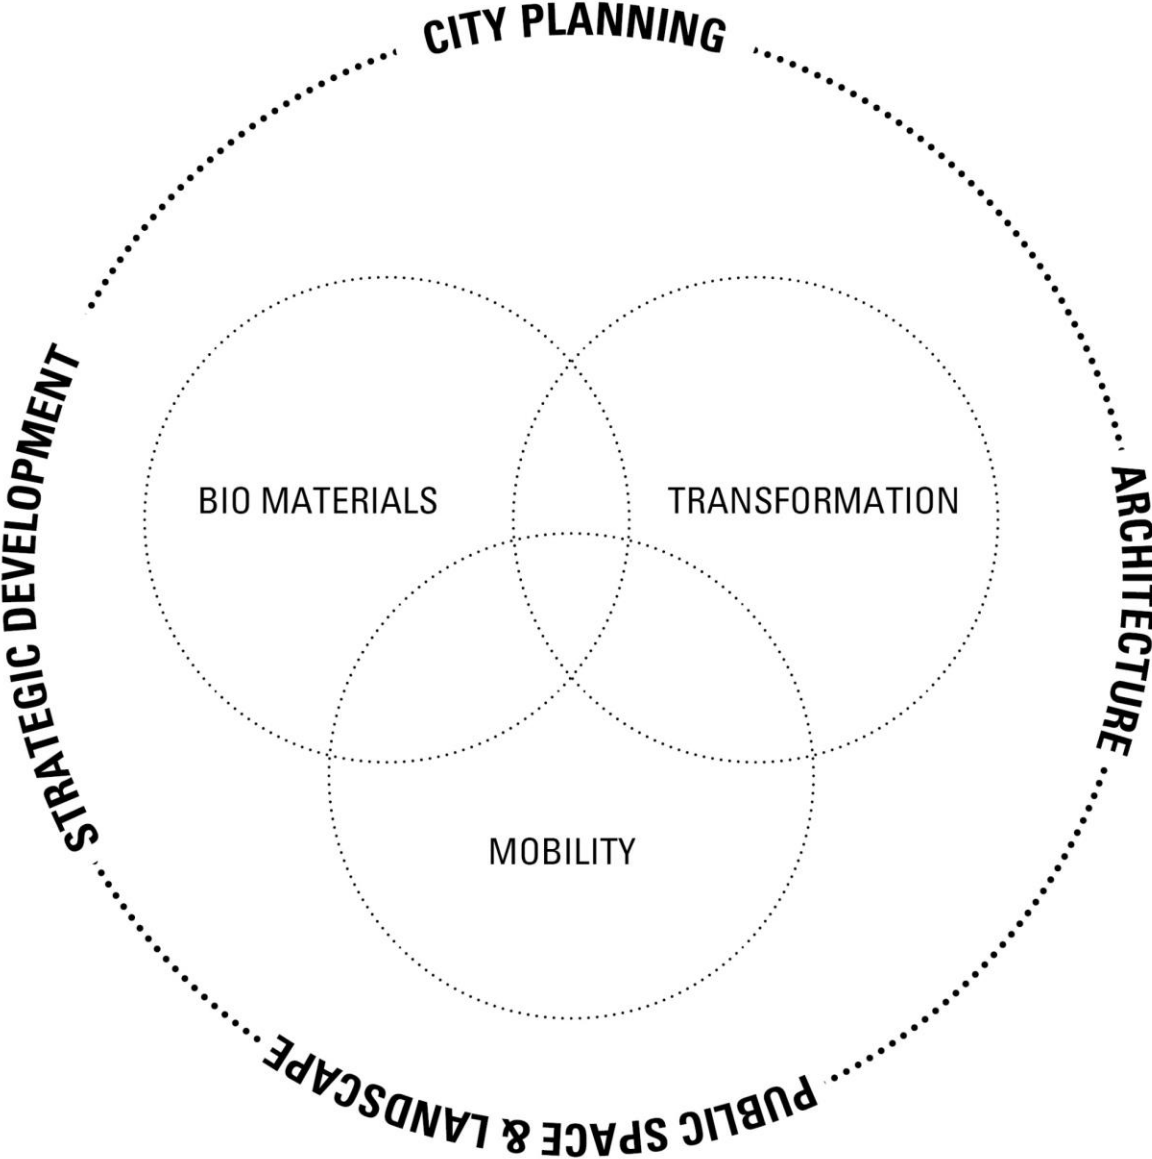 CITY PLANNING
ARCHITECTURE
PUBLIC SPACE & LANDSCAPE
STRATEGIC DEVELOPMENT
BIO MATERIALS
TRANSFORMATION
MOBILITY